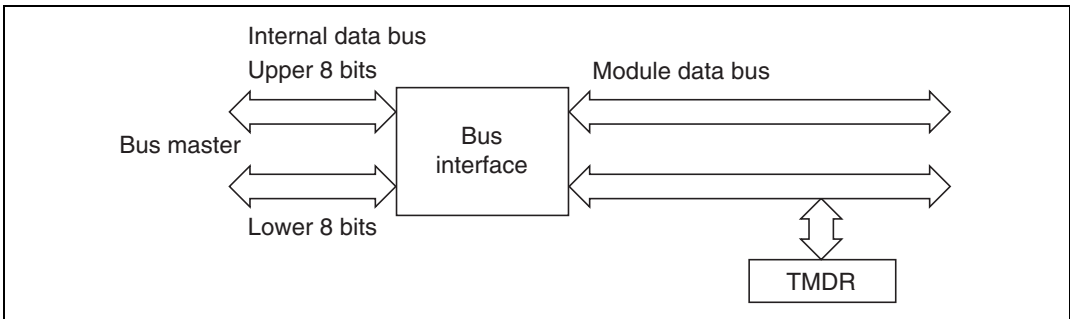 Internal data bus
Upper 8 bits
Module data bus
Bus master
Bus
interface
Lower 8 bits
TMDR